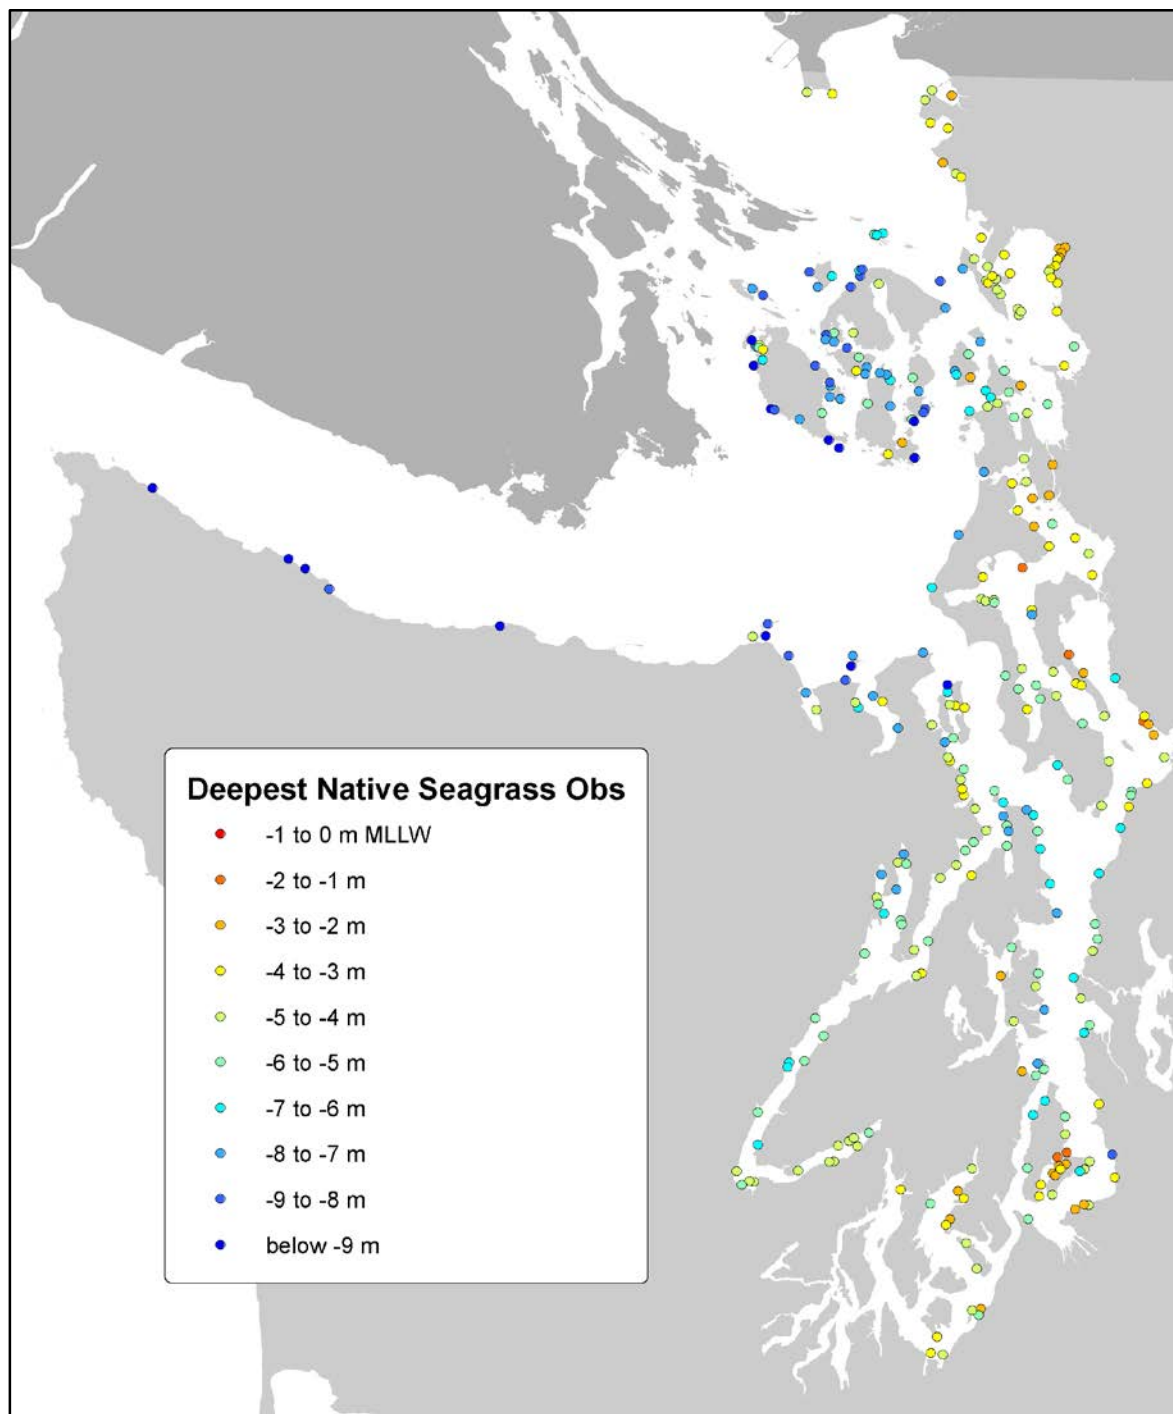 Deepest Native Seagrass Obs
-1 to 0 m MLLW
-2 to -1 m
-3 to -2 m
-4 to -3 m
-5 to -4 m
-6 to -5 m
-7 to -6 m
-8 to -7 m
-9 to -8 m
below -9 m